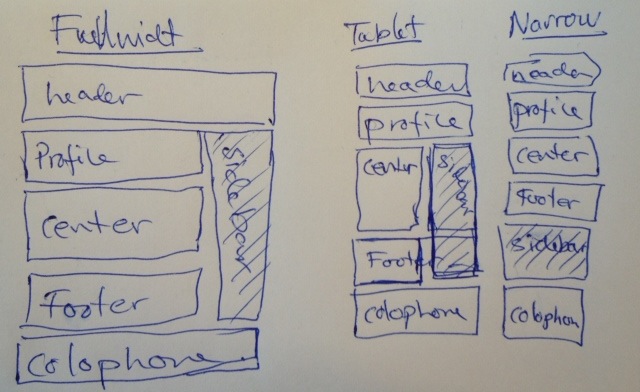 Fullwidt
header
Profile
sidebar
center
Footer
colophone
Tablet
header
profile
center
sidebar
Footer
colophone
Narrow
header
profile
center
Footer
sidebar
colophon